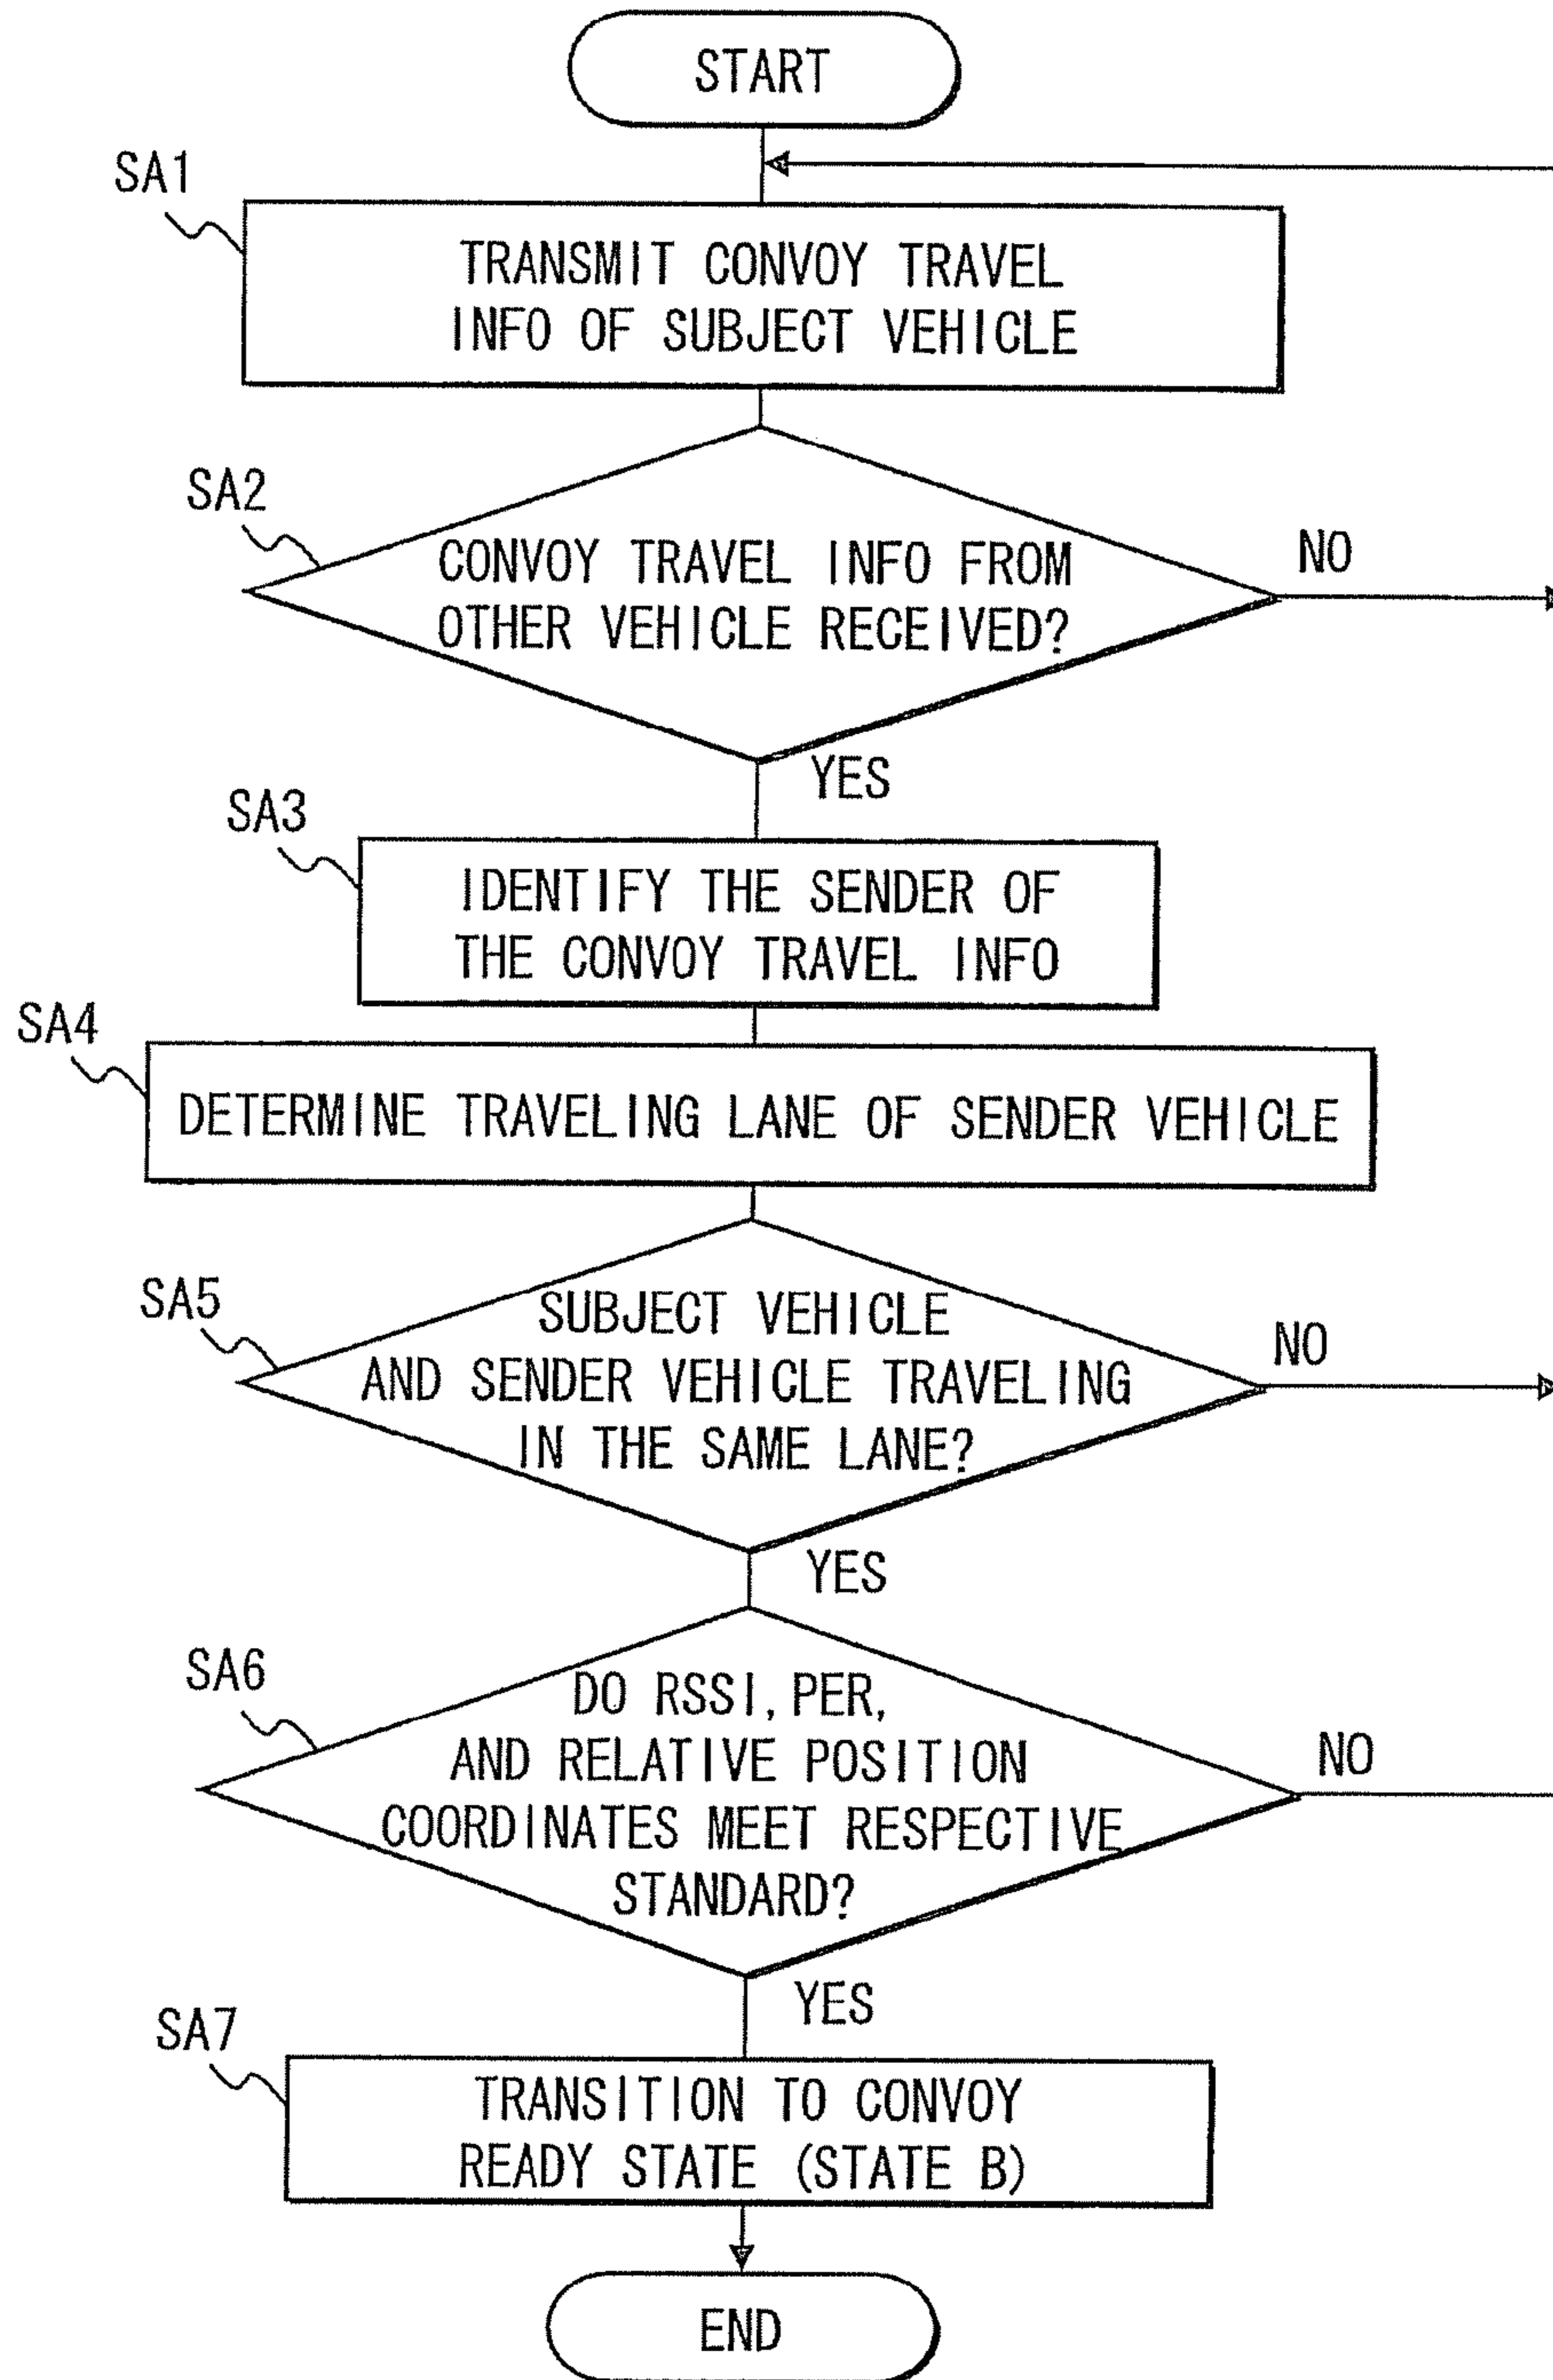 START
SA1
TRANSMIT CONVOY TRAVEL
INFO OF SUBJECT VEHICLE
SA2
CONVOY TRAVEL INFO FROM
OTHER VEHICLE RECEIVED?
NO
YES
SA3
IDENTIFY THE SENDER OF
THE CONVOY TRAVEL INFO
SA4
DETERMINE TRAVELING LANE OF SENDER VEHICLE
SA5
SUBJECT VEHICLE
AND SENDER VEHICLE TRAVELING
IN THE SAME LANE?
NO
YES
SA6
DO RSSI, PER,
AND RELATIVE POSITION
COORDINATES MEET RESPECTIVE
STANDARD?
NO
YES
SA7
TRANSITION TO CONVOY
READY STATE (STATE B)
END